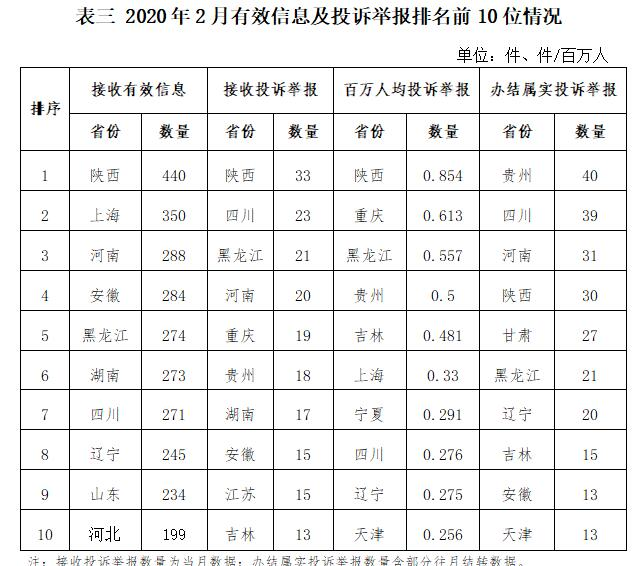 表三 2020 年 2 月有效信息及投诉举报排名前 10 位情况
单位：件、件/百万人
排序 接收有效信息 接收投诉举报 百万人均投诉举报 办结属实投诉举报
省份 数量 省份 数量 省份 数量 省份 数量
1 陕西 440 陕西 33 陕西 0.854 贵州 40
2 上海 350 四川 23 重庆 0.613 四川 39
3 河南 288 黑龙江 21 黑龙江 0.557 河南 31
4 安徽 284 河南 20 贵州 0.5 陕西 30
5 黑龙江 274 重庆 19 吉林 0.481 甘肃 27
6 湖南 273 贵州 18 上海 0.33 黑龙江 21
7 四川 271 湖南 17 宁夏 0.291 辽宁 20
8 辽宁 245 安徽 15 四川 0.276 吉林 15
9 山东 234 江苏 15 辽宁 0.275 安徽 13
10 河北 199 吉林 13 天津 0.256 天津 13
注：接收投诉举报数量为当月数据；办结属实投诉举报数量含部分往月结转数据。